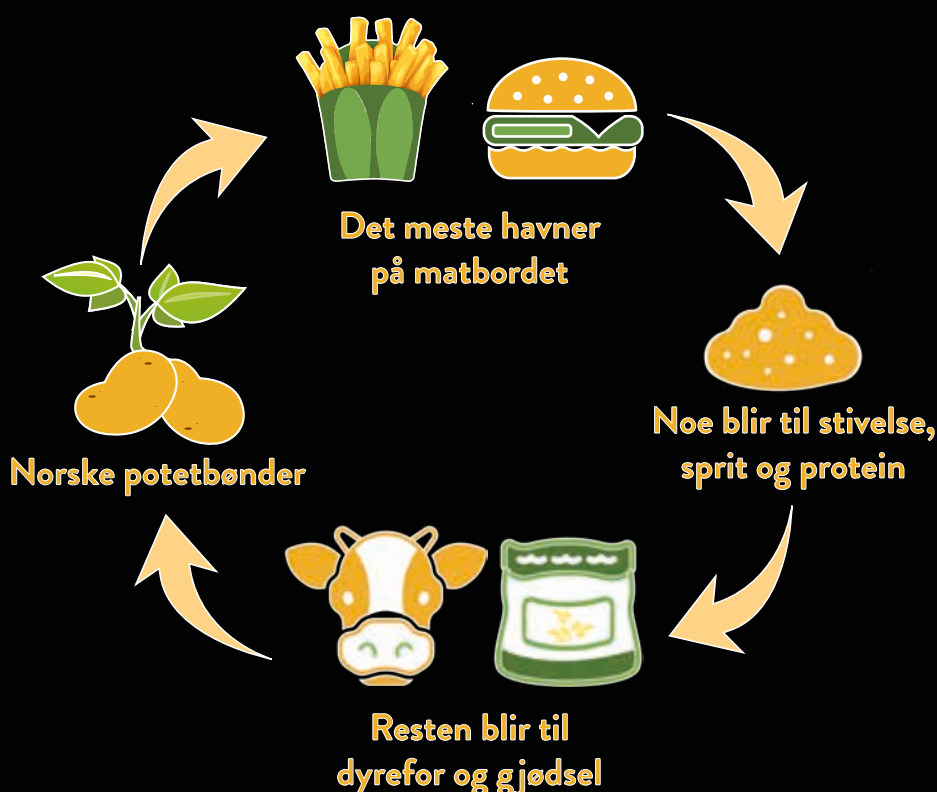 Det meste havner
på matbordet
Noe blir til stivelse,
sprit og protein
Resten blir til
dyrefor og gjødsel
Norske potetbønder